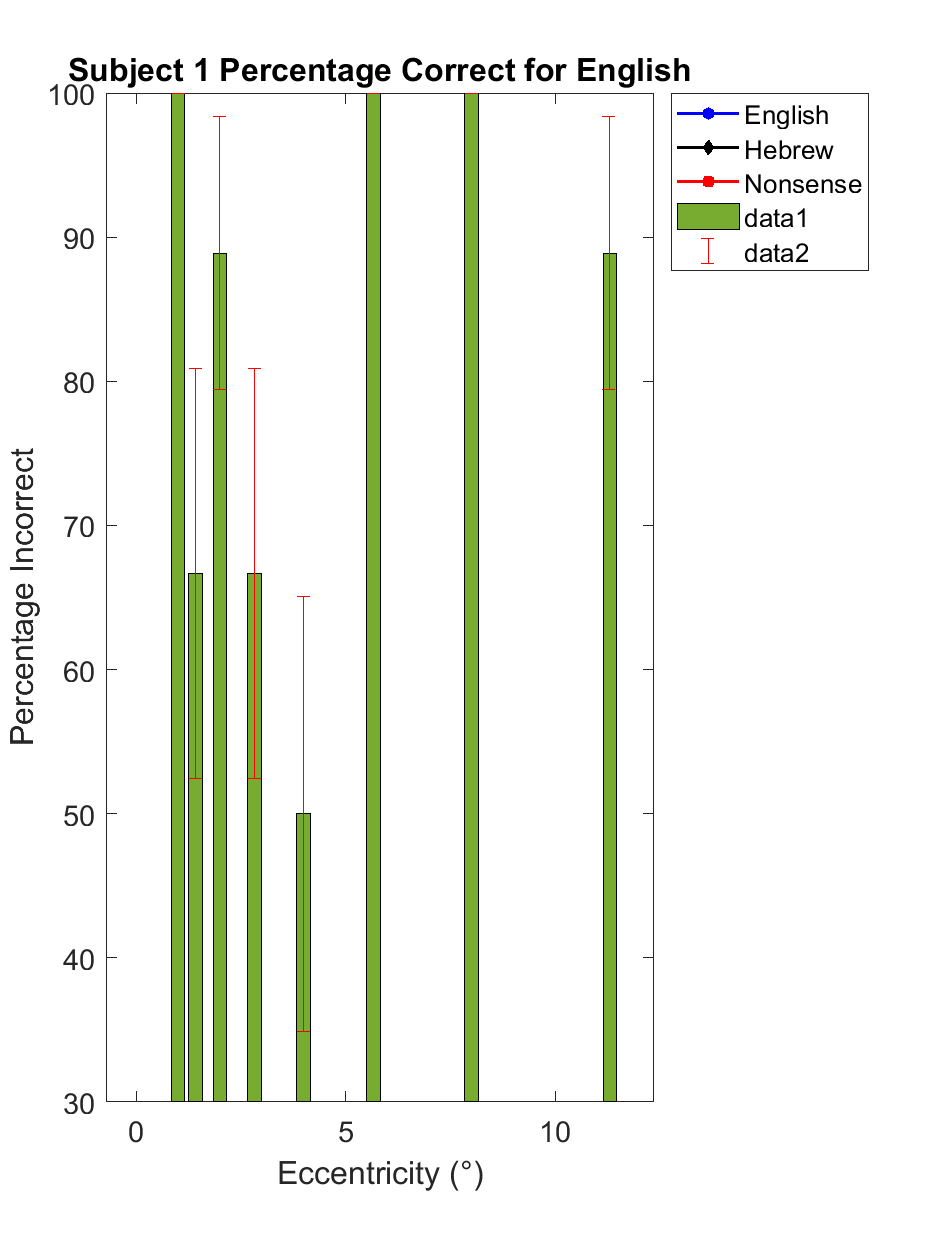 Subject 1 Percentage Correct for English
100
90
80
70
60
50
40
30
Percentage Incorrect
0
5
10
Eccentricity (°)
English
Hebrew
Nonsense
data1
data2